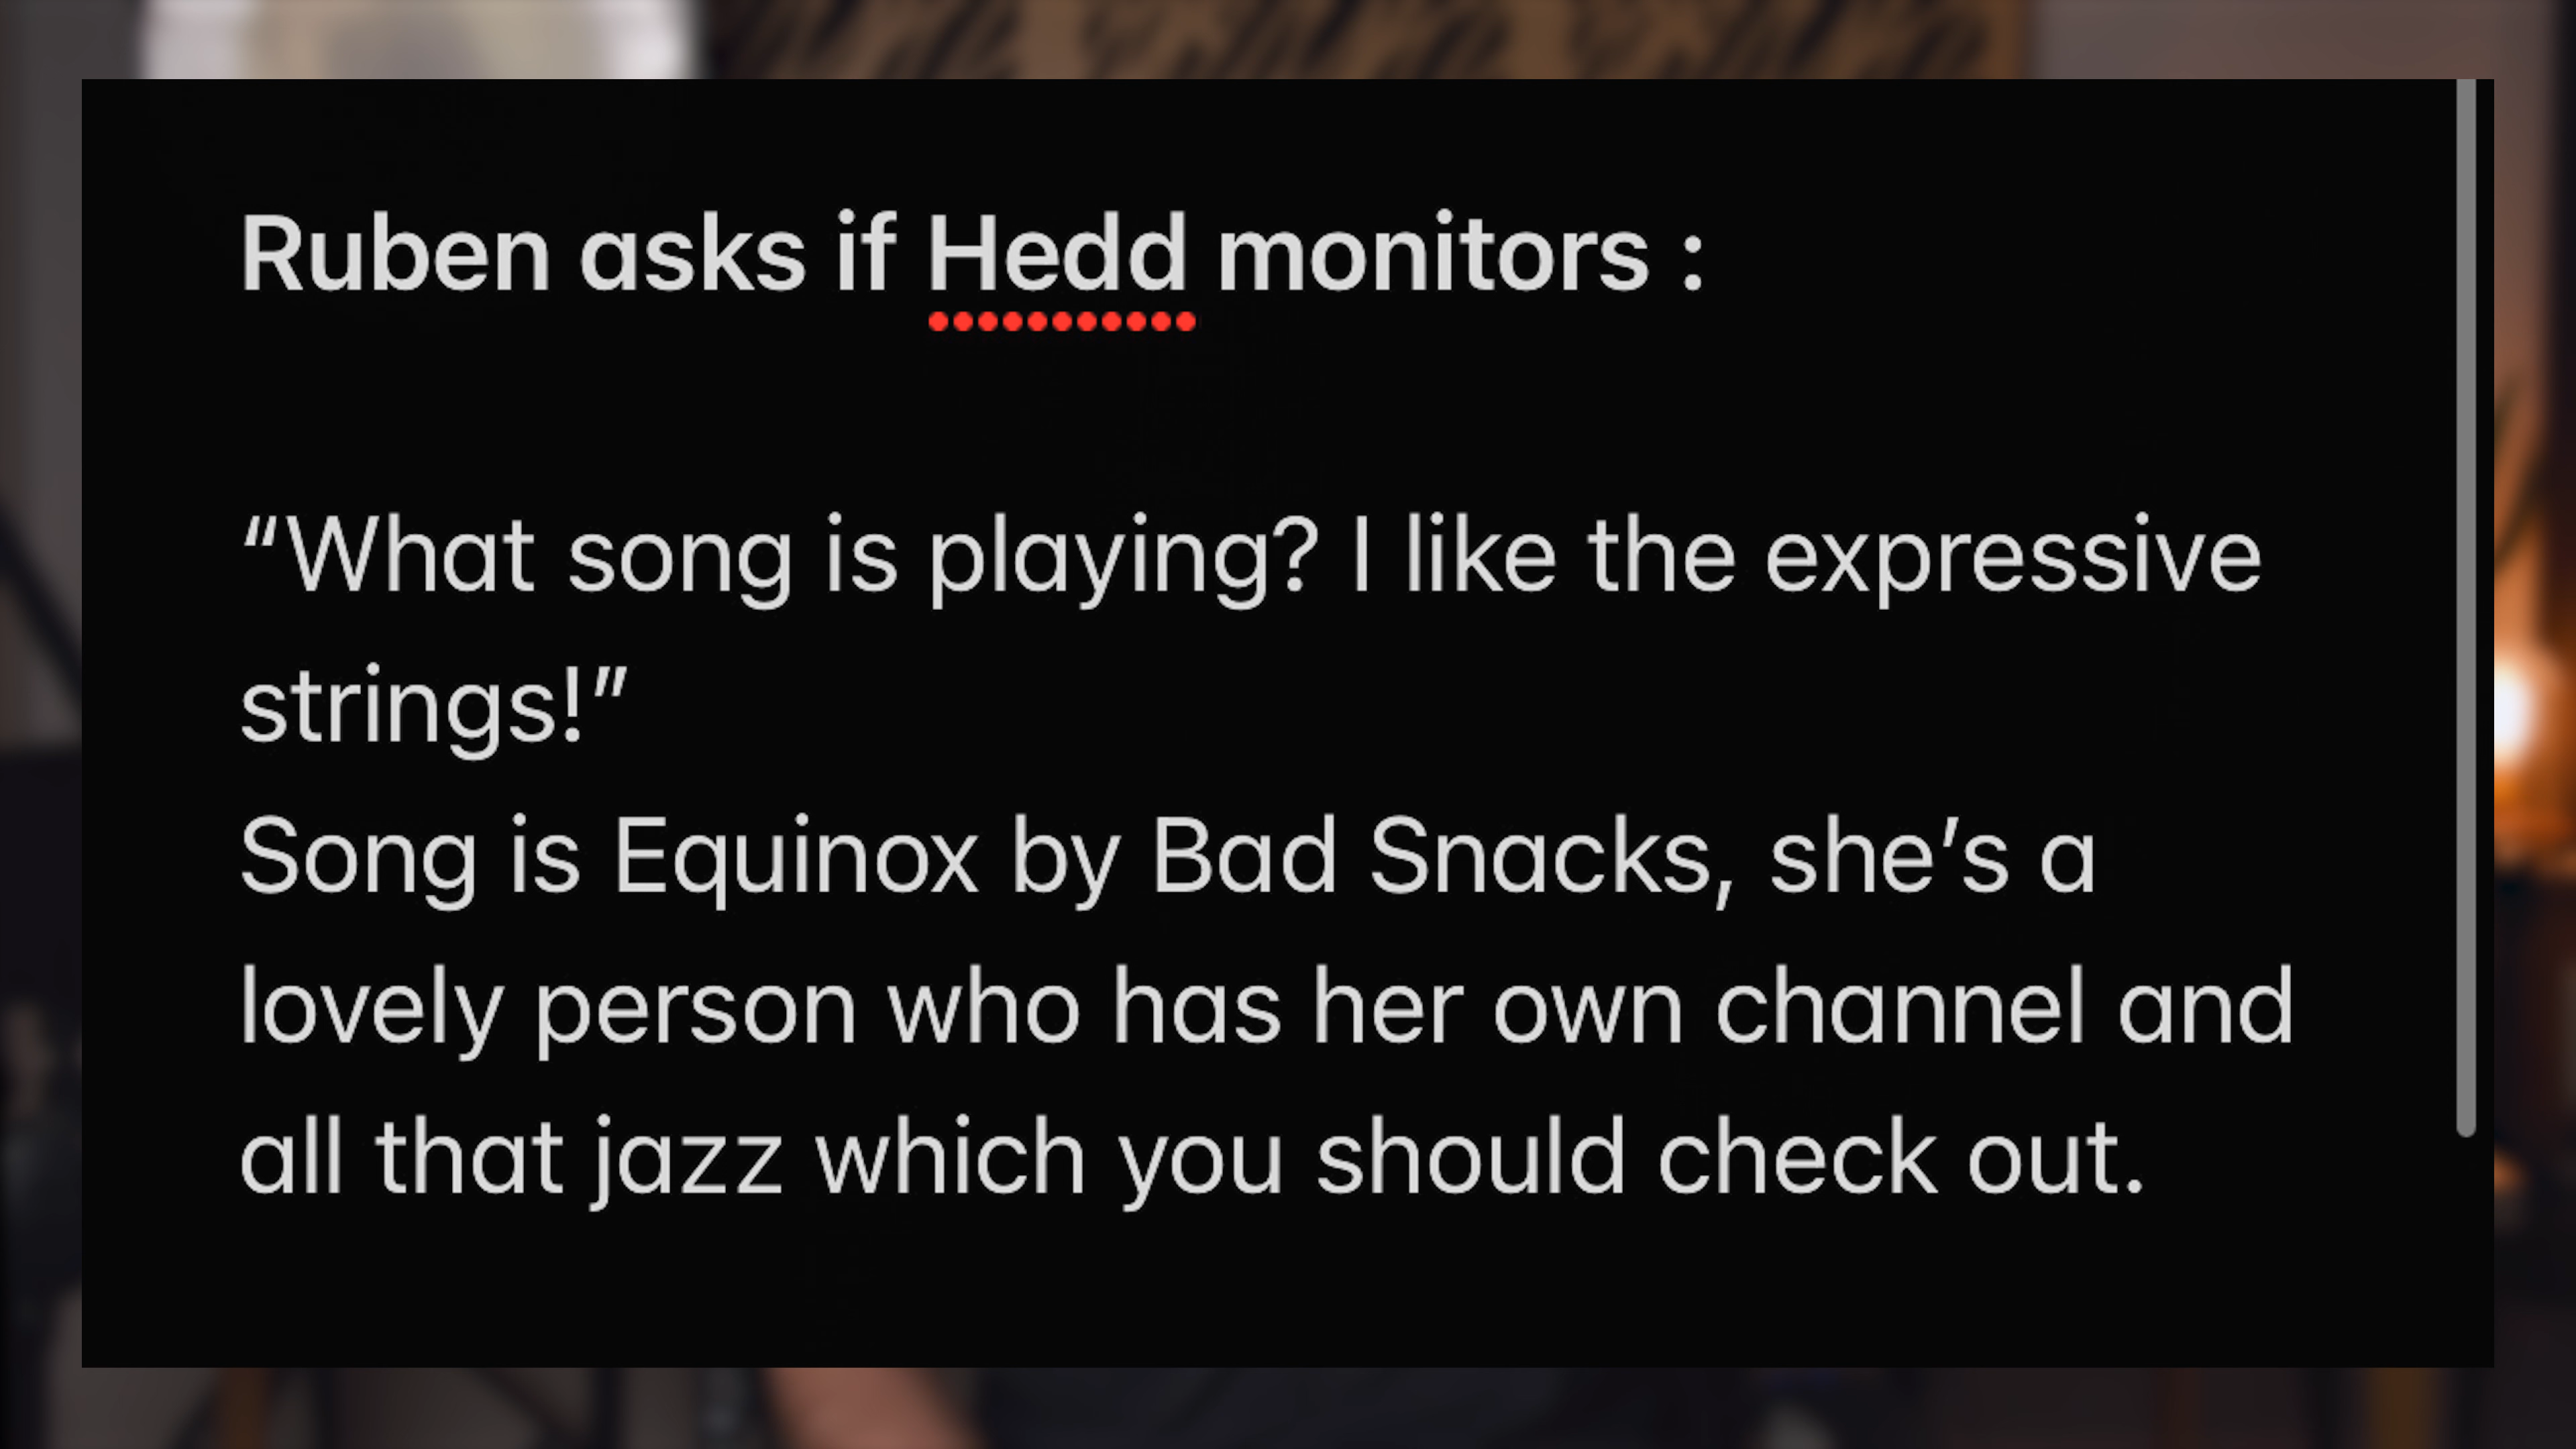 Ruben asks if Hedd monitors :
“What song is playing? I like the expressive
strings!”
Song is Equinox by Bad Snacks, she’s a
lovely person who has her own channel and
all that jazz which you should check out.